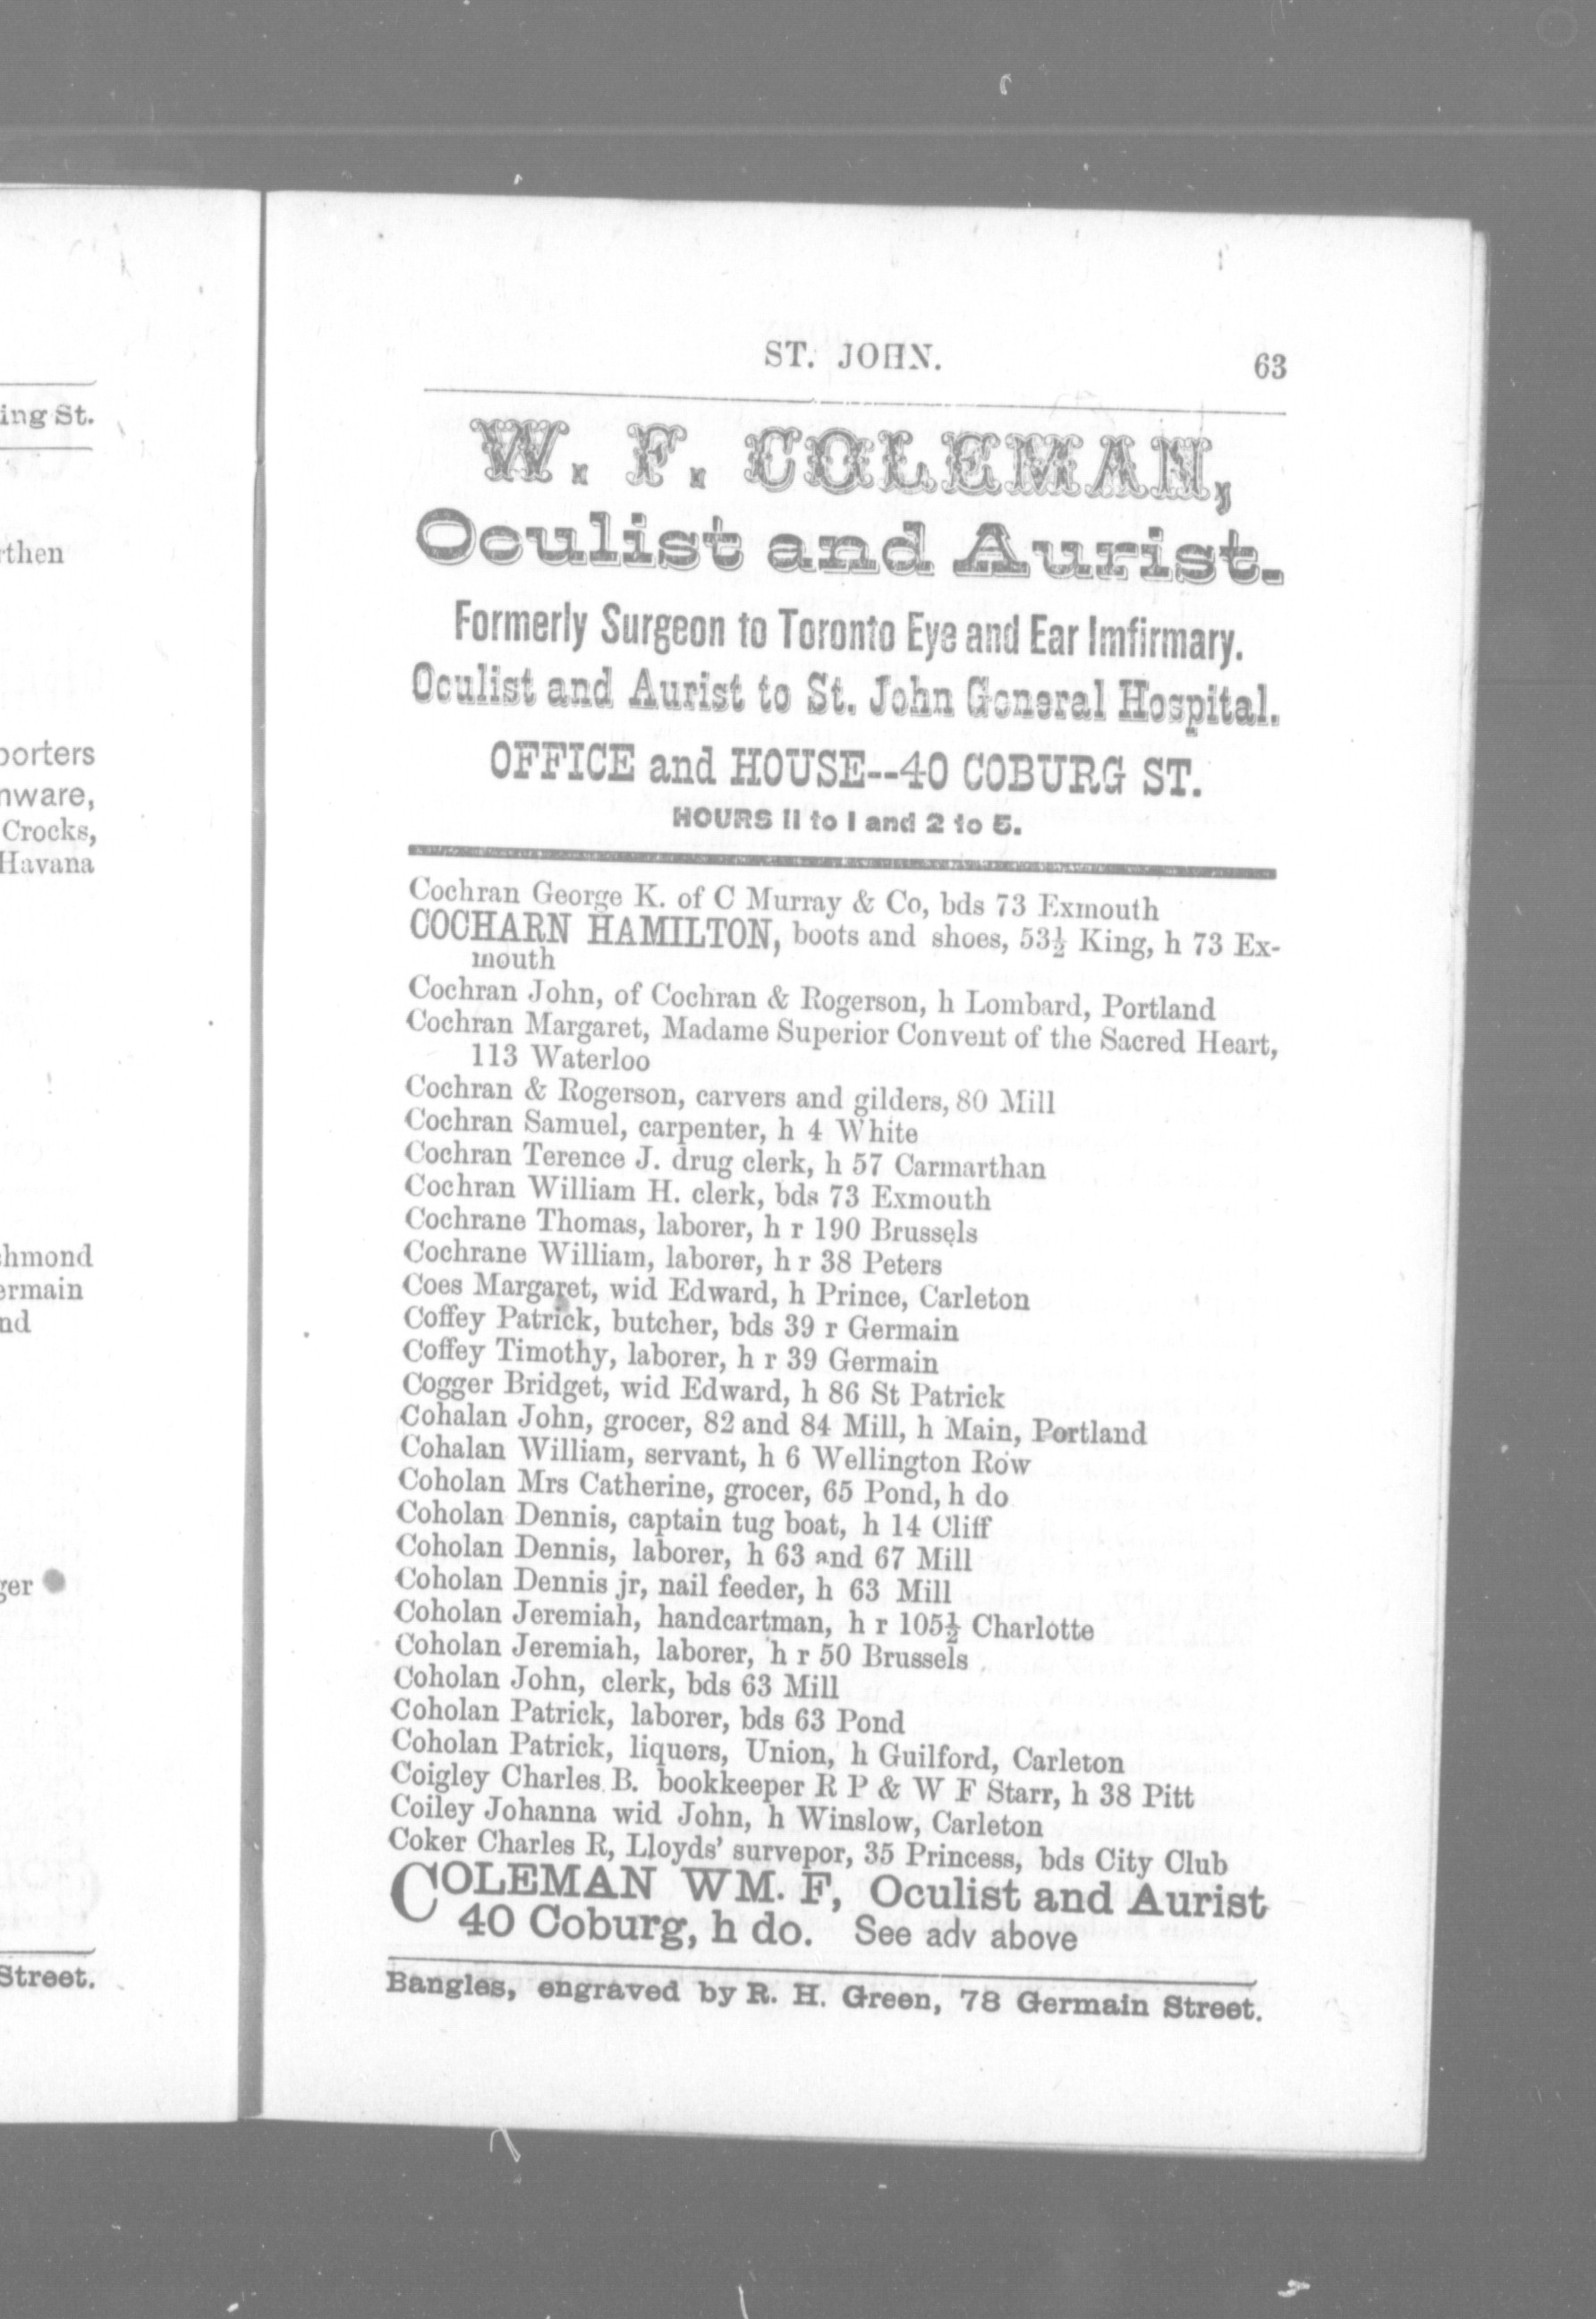 ing St.
rthen
porters
nware,
Crocks,
Havana
chmond
ermain
nd
ger
Street.
ST. JOHN. 63
W. F. COLEMAN,
Oculist and Aurist.
Formerly Surgeon to Toronto Eye and Ear Imfirmary.
Oculist and Aurist to St. John General Hospital.
OFFICE and HOUSE--40 COBURG ST.
HOURS 11 to 1 and 2 to 5.
Cochran George K. of C Murray & Co, bds 73 Exmouth
COCHARN HAMILTON, boots and shoes, 53½ King, h 73 Ex-
mouth
Cochran John, of Cochran & Rogerson, h Lombard, Portland
Cochran Margaret, Madame Superior Convent of the Sacred Heart,
113 Waterloo
Cochran & Rogerson, carvers and gilders, 80 Mill
Cochran Samuel, carpenter, h 4 White
Cochran Terence J. drug clerk, h 57 Carmarthan
Cochran William H. clerk, bds 73 Exmouth
Cochrane Thomas, laborer, h r 190 Brussels
Cochrane William, laborer, h r 38 Peters
Coes Margaret, wid Edward, h Prince, Carleton
Coffey Patrick, butcher, bds 39 r Germain
Coffey Timothy, laborer, h r 39 Germain
Cogger Bridget, wid Edward, h 86 St Patrick
Cohalan John, grocer, 82 and 84 Mill, h Main, Portland
Cohalan William, servant, h 6 Wellington Row
Coholan Mrs Catherine, grocer, 65 Pond, h do
Coholan Dennis, captain tug boat, h 14 Cliff
Coholan Dennis, laborer, h 63 and 67 Mill
Coholan Dennis jr, nail feeder, h 63 Mill
Coholan Jeremiah, handcartman, h r 105½ Charlotte
Coholan Jeremiah, laborer, h r 50 Brussels
Coholan John, clerk, bds 63 Mill
Coholan Patrick, laborer, bds 63 Pond
Coholan Patrick, liquors, Union, h Guilford, Carleton
Coigley Charles B. bookkeeper R P & W F Starr, h 38 Pitt
Coiley Johanna wid John, h Winslow, Carleton
Coker Charles R, Lloyds' survepor, 35 Princess, bds City Club
COLEMAN WM. F, Oculist and Aurist
40 Coburg, h do. See adv above
Bangles, engraved by R. H. Green, 78 Germain Street.